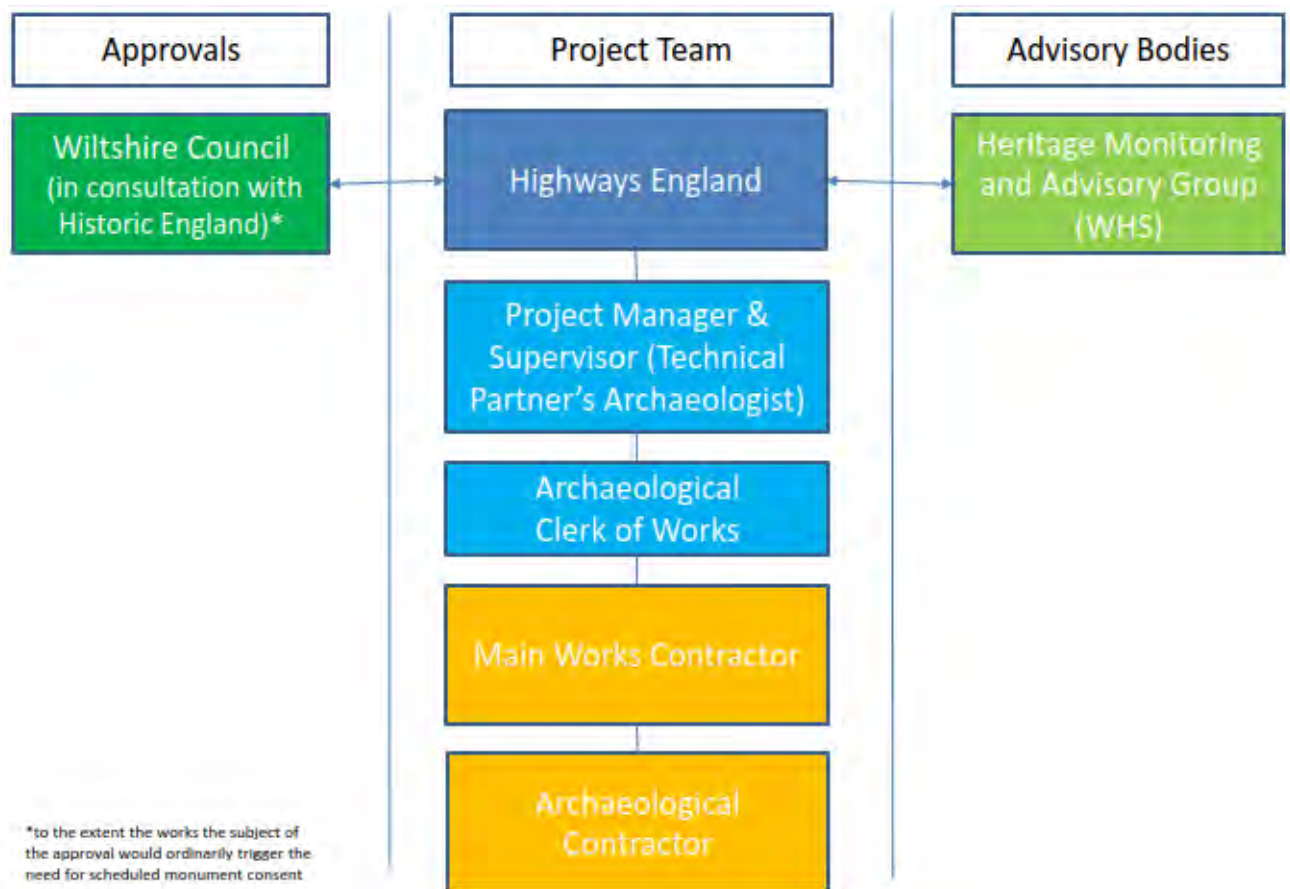 Approvals
Project Team
Advisory Bodies
Wiltshire Council
(in consultation with
Historic England)*
Highways England
Heritage Monitoring
and Advisory Group
(WHS)
Project Manager &
Supervisor (Technical
Partner’s Archaeologist)
Archaeological
Clerk of Works
Main Works Contractor
Archaeological
Contractor
*to the extent the works the subject of
the approval would ordinarily trigger the
need for scheduled monument consent